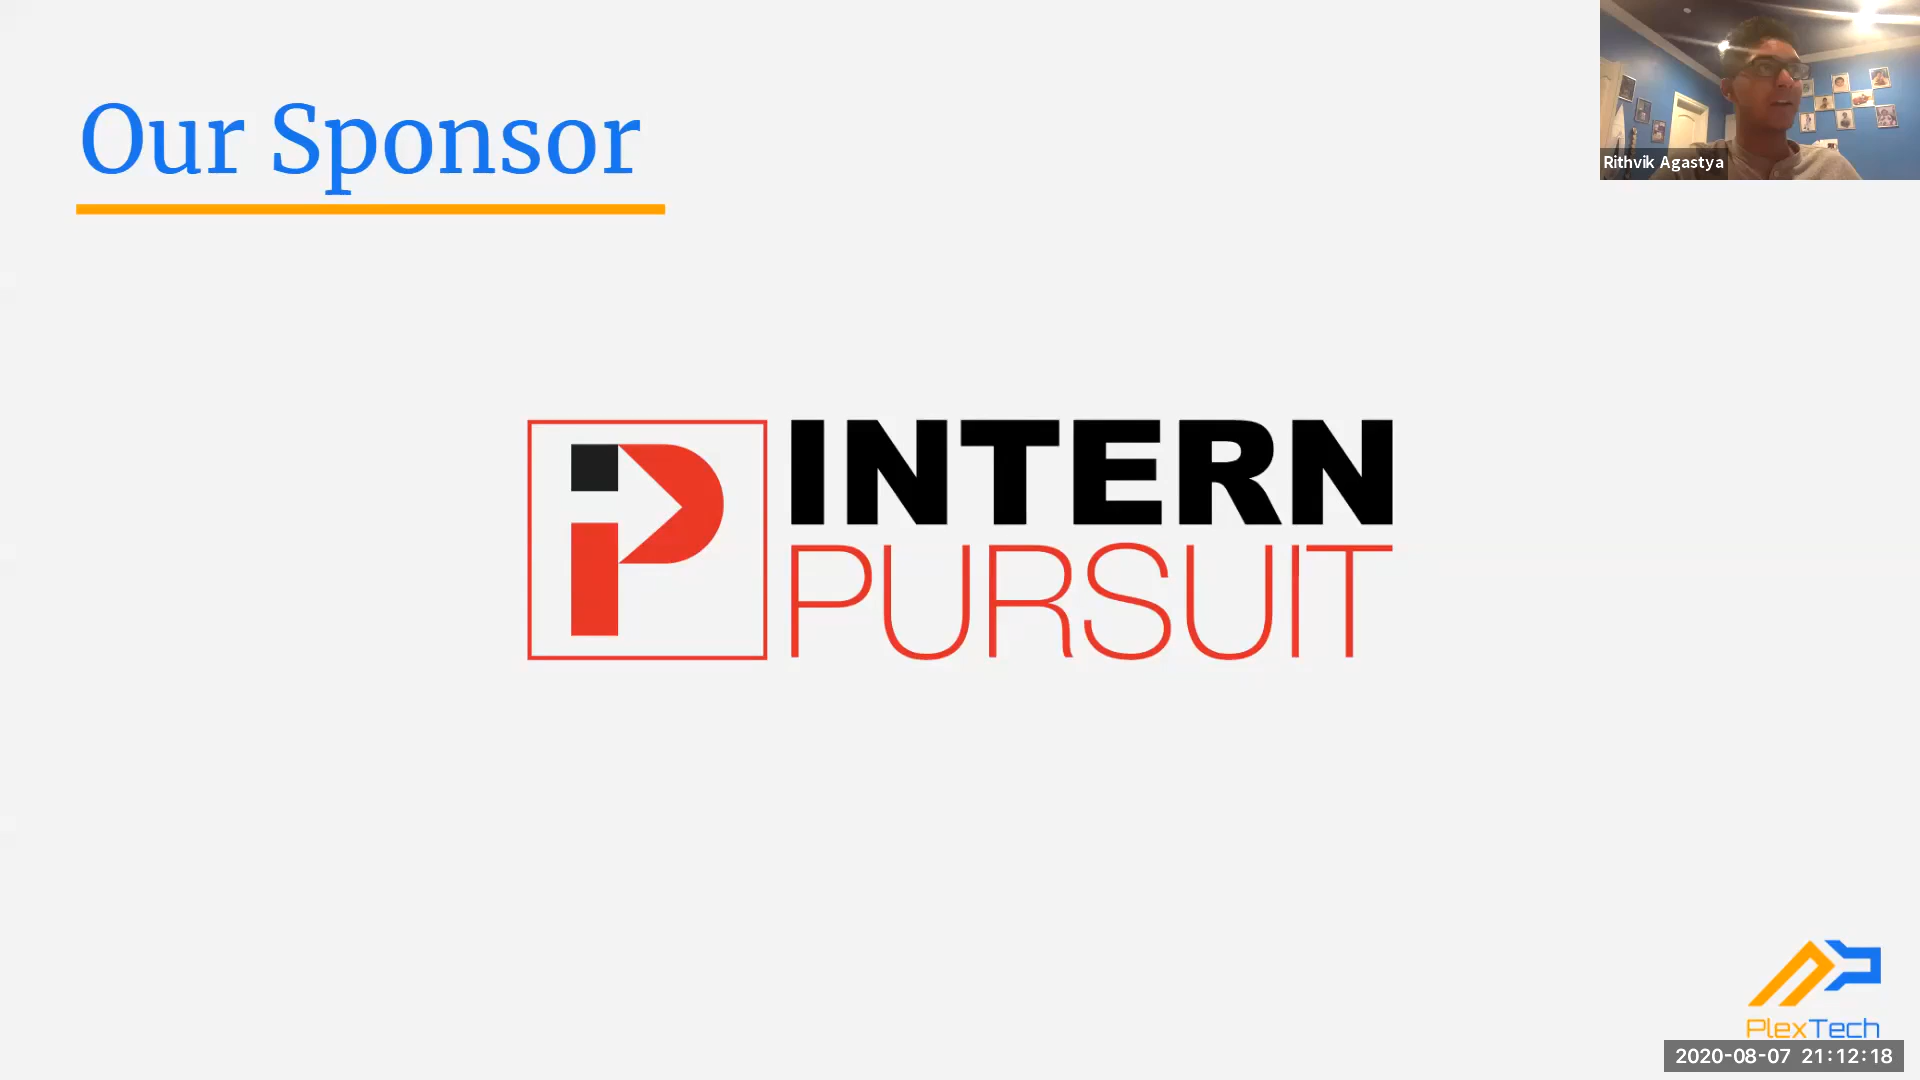 Our Sponsor
Rithvik Agastya
INTERN
PURSUIT
PlexTech
2020-08-07 21:12:18